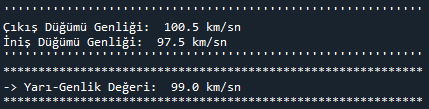 ''''''''''''''''''''''''''''''''''''''''''''''''''''''''''''
Çıkış Düğümü Genliği:  100.5 km/sn
İniş Düğümü Genliği:  97.5 km/sn
''''''''''''''''''''''''''''''''''''''''''''''''''''''''''''
************************************************************
-> Yarı-Genlik Değeri:  99.0 km/sn
************************************************************